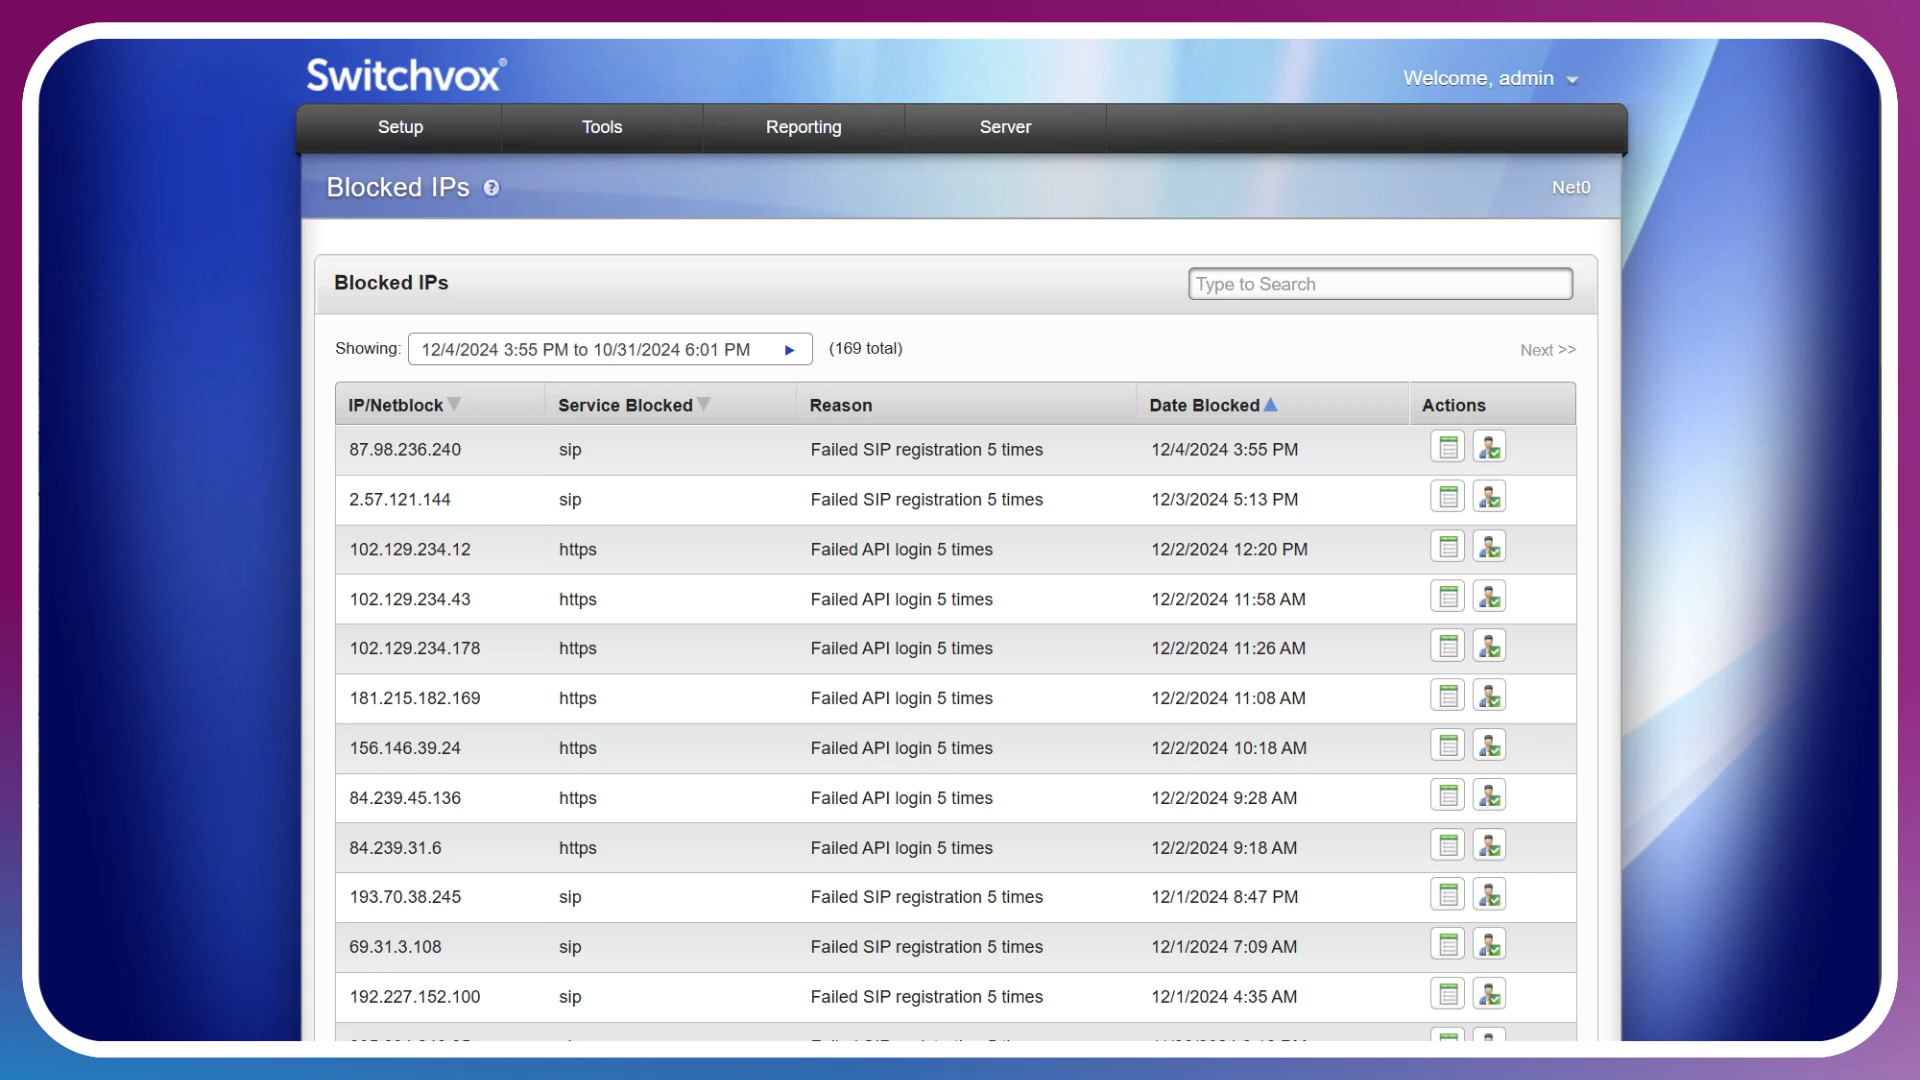 Switchvox®
Welcome, admin
Setup Tools Reporting Server
Blocked IPs ?
Net0
Blocked IPs
Type to Search
Showing: 12/4/2024 3:55 PM to 10/31/2024 6:01 PM (169 total) Next >>
IP/Netblock Service Blocked Reason Date Blocked Actions
87.98.236.240 sip Failed SIP registration 5 times 12/4/2024 3:55 PM
2.57.121.144 sip Failed SIP registration 5 times 12/3/2024 5:13 PM
102.129.234.12 https Failed API login 5 times 12/2/2024 12:20 PM
102.129.234.43 https Failed API login 5 times 12/2/2024 11:58 AM
102.129.234.178 https Failed API login 5 times 12/2/2024 11:26 AM
181.215.182.169 https Failed API login 5 times 12/2/2024 11:08 AM
156.146.39.24 https Failed API login 5 times 12/2/2024 10:18 AM
84.239.45.136 https Failed API login 5 times 12/2/2024 9:28 AM
84.239.31.6 https Failed API login 5 times 12/2/2024 9:18 AM
193.70.38.245 sip Failed SIP registration 5 times 12/1/2024 8:47 PM
69.31.3.108 sip Failed SIP registration 5 times 12/1/2024 7:09 AM
192.227.152.100 sip Failed SIP registration 5 times 12/1/2024 4:35 AM